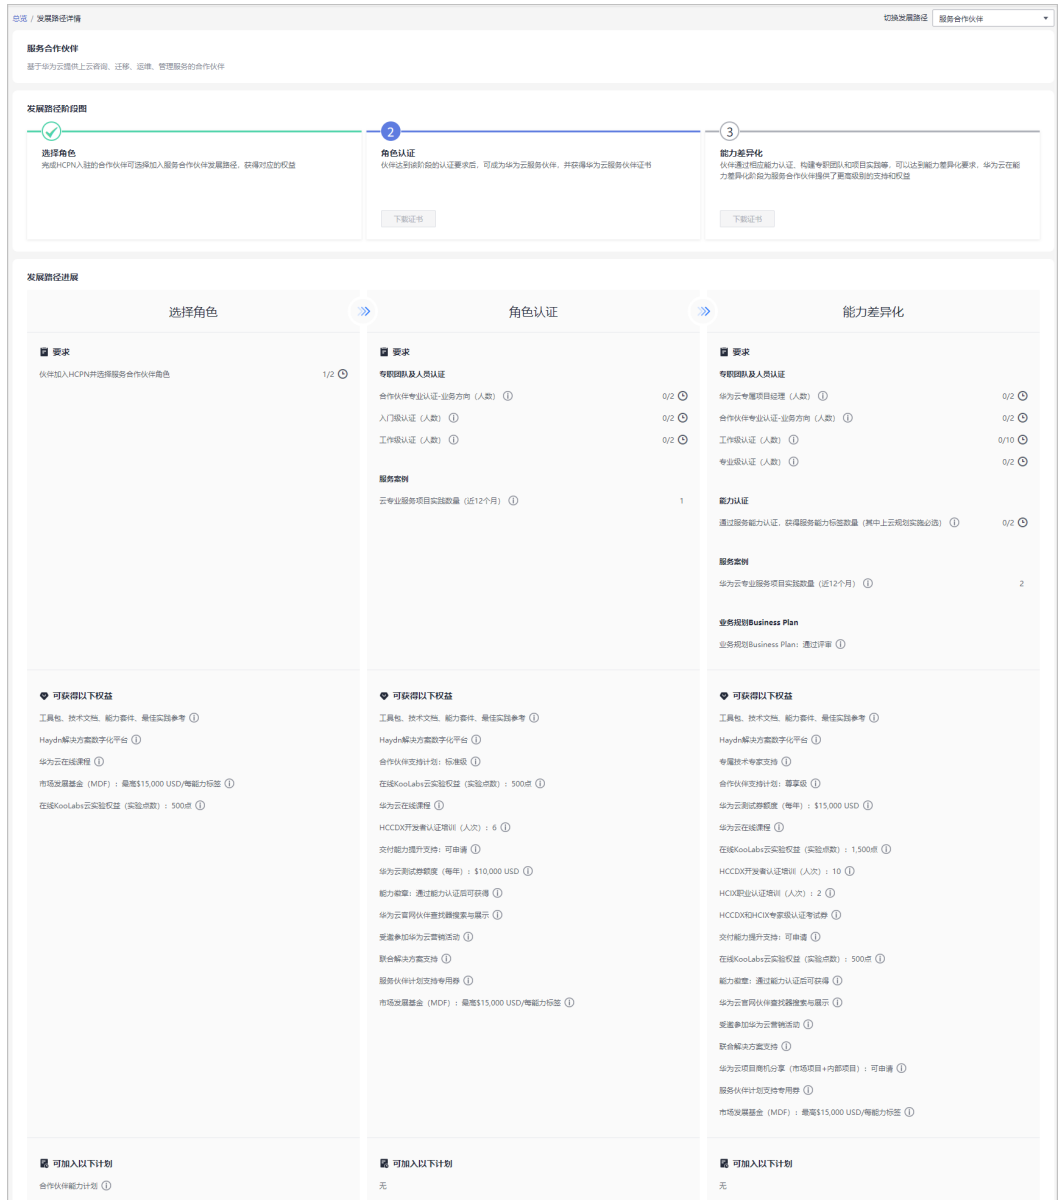 总览 / 发展路径详情
切换发展路径 服务合作伙伴
服务合作伙伴
基于华为云提供上云咨询、迁移、运维、管理服务的合作伙伴
发展路径阶段图
2
3
选择角色
完成HCPN入驻的合作伙伴可选择加入服务合作伙伴发展路径，获得对应的权益
角色认证
伙伴达到该阶段的认证要求后，可成为华为云服务伙伴，并获得华为云服务伙伴证书
下载证书
能力差异化
伙伴通过相应能力认证、构建专职团队和项目实践等，可以达到能力差异化要求，华为云在能
力差异化阶段为服务合作伙伴提供了更高级别的支持和权益
下载证书
发展路径进展
选择角色
要求
伙伴加入HCPN并选择服务合作伙伴角色 1/2
可获得以下权益
工具包、技术文档、能力套件、最佳实践参考
Haydn解决方案数字化平台
华为云在线课程
市场发展基金（MDF）：最高$15,000 USD/每能力标签
在线KooLabs云实验权益（实验点数）：500点
可加入以下计划
合作伙伴能力计划
角色认证
要求
专职团队及人员认证
合作伙伴专业认证-业务方向（人数） 0/2
入门级认证（人数） 0/2
工作级认证（人数） 0/2
服务案例
云专业服务项目实践数量（近12个月） 1
可获得以下权益
工具包、技术文档、能力套件、最佳实践参考
Haydn解决方案数字化平台
合作伙伴支持计划：标准级
在线KooLabs云实验权益（实验点数）：500点
华为云在线课程
HCCDX开发者认证培训（人次）：6
交付能力提升支持：可申请
华为云测试券额度（每年）：$10,000 USD
能力徽章：通过能力认证后可获得
华为云官网伙伴查找器搜索与展示
受邀参加华为云营销活动
联合解决方案支持
服务伙伴计划支持专用券
市场发展基金（MDF）：最高$15,000 USD/每能力标签
可加入以下计划
无
能力差异化
要求
专职团队及人员认证
华为云专属项目经理（人数） 0/2
合作伙伴专业认证-业务方向（人数） 0/2
工作级认证（人数） 0/10
专业级认证（人数） 0/2
能力认证
通过服务能力认证，获得服务能力标签数量（其中上云规划实施必选） 0/2
服务案例
华为云专业服务项目实践数量（近12个月） 2
业务规划Business Plan
业务规划Business Plan：通过评审
可获得以下权益
工具包、技术文档、能力套件、最佳实践参考
Haydn解决方案数字化平台
专属技术专家支持
合作伙伴支持计划：尊享级
华为云测试券额度（每年）：$15,000 USD
华为云在线课程
在线KooLabs云实验权益（实验点数）：1,500点
HCCDX开发者认证培训（人次）：10
HCIX职业认证培训（人次）：2
HCCDX和HCIX专家级认证考试券
交付能力提升支持：可申请
在线KooLabs云实验权益（实验点数）：500点
能力徽章：通过能力认证后可获得
华为云官网伙伴查找器搜索与展示
受邀参加华为云营销活动
联合解决方案支持
华为云项目商机分享（市场项目+内部项目）：可申请
服务伙伴计划支持专用券
市场发展基金（MDF）：最高$15,000 USD/每能力标签
可加入以下计划
无